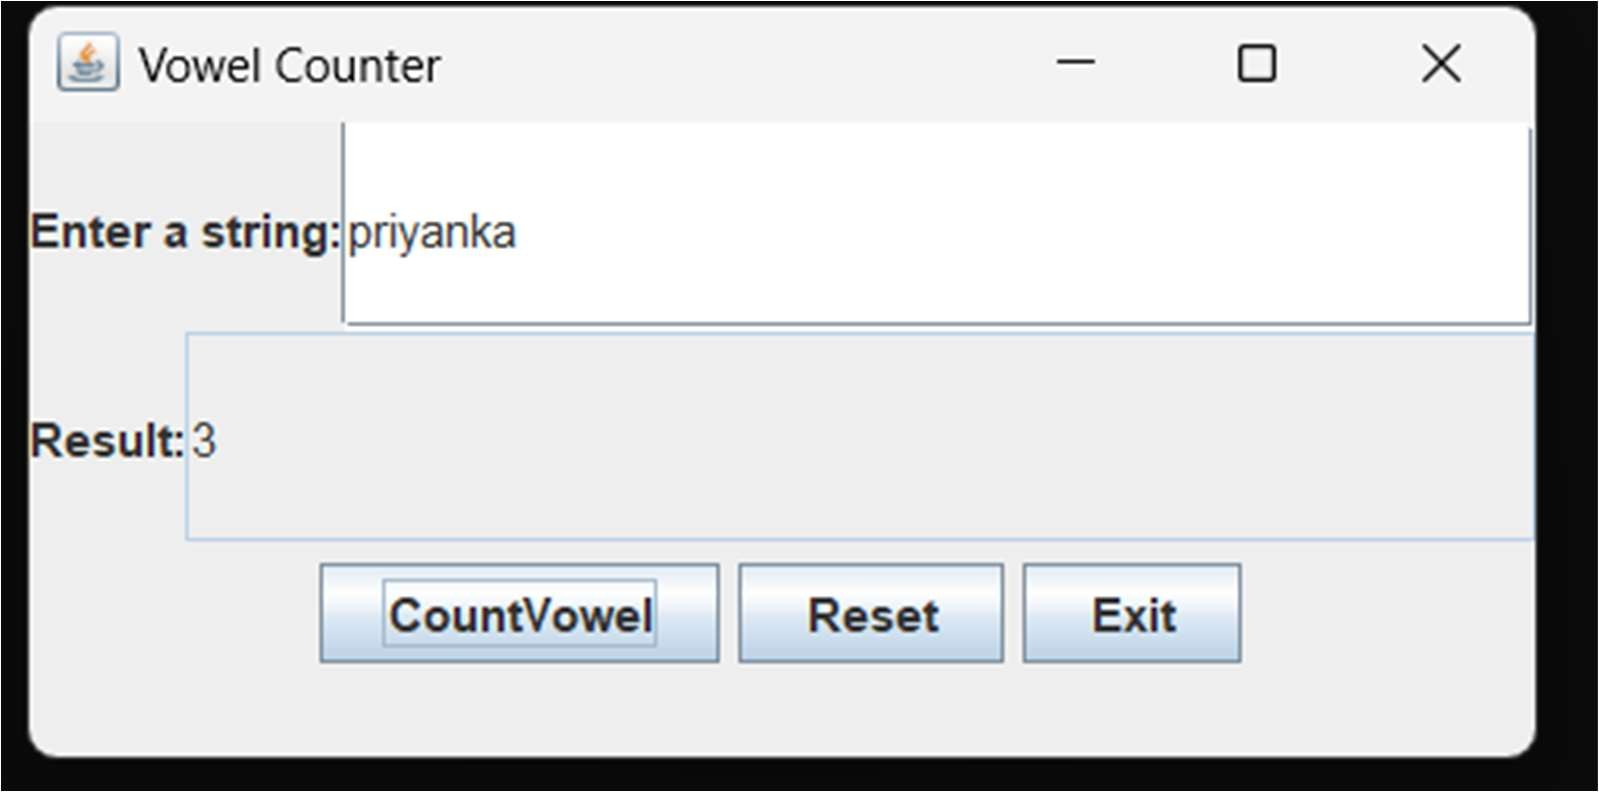 Vowel Counter
Enter a string: priyanka
Result: 3
CountVowel Reset Exit